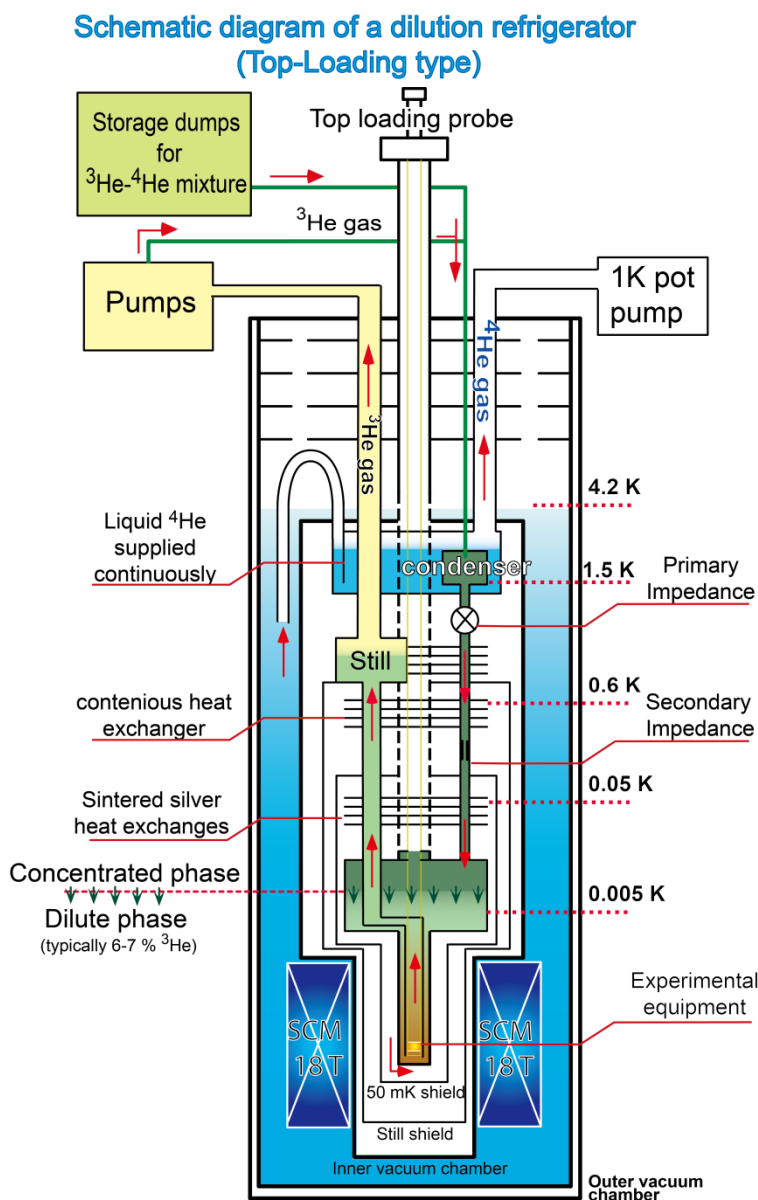 Schematic diagram of a dilution refrigerator
(Top-Loading type)
Storage dumps
for
³He-⁴He mixture
Top loading probe
³He gas
Pumps
1K pot
pump
⁴He gas
³He gas
4.2 K
Liquid ⁴He
supplied
continuously
condenser
1.5 K
Primary
Impedance
Still
0.6 K
contenious heat
exchanger
Secondary
Impedance
0.05 K
Sintered silver
heat exchanges
Concentrated phase
0.005 K
Dilute phase
(typically 6-7 % ³He)
Experimental
equipment
SCM
18 T
SCM
18 T
50 mK shield
Still shield
Inner vacuum chamber
Outer vacuum
chamber